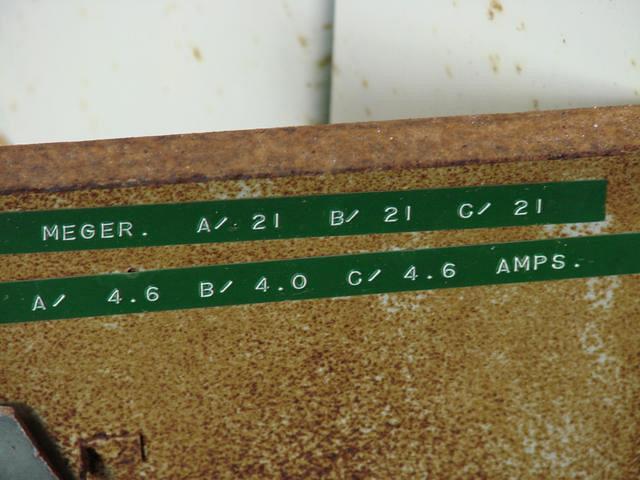 MEGER. A/ 21 B/ 21 C/ 21
A/ 4.6 B/ 4.0 C/ 4.6 AMPS.